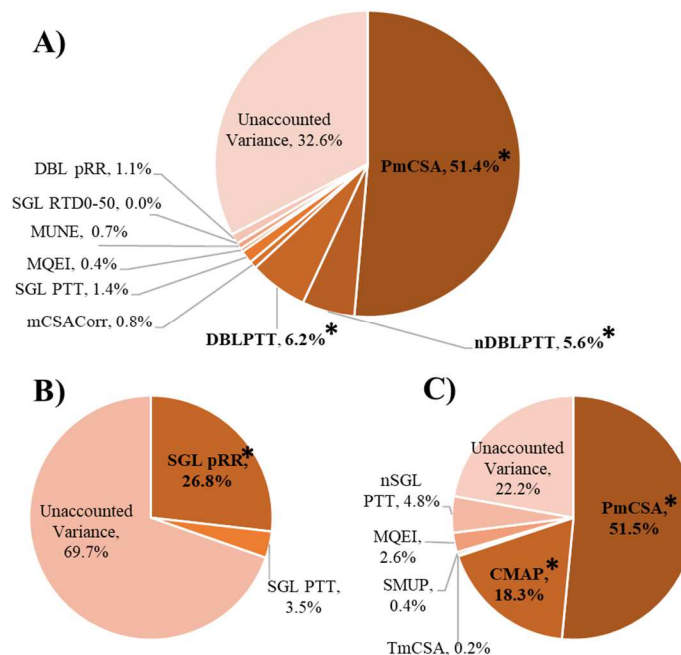 A)
Unaccounted
Variance, 32.6%
PmCSA, 51.4%*
DBL pRR, 1.1%
SGL RTD0-50, 0.0%
MUNE, 0.7%
MQEI, 0.4%
SGL PTT, 1.4%
mCSACorr, 0.8%
DBLPTT, 6.2%*
nDBLPTT, 5.6%*
B)
SGL pRR,*
26.8%
Unaccounted
Variance,
69.7%
SGL PTT,
3.5%
C)
Unaccounted
Variance,
22.2%
nSGL
PTT, 4.8%
PmCSA,*
51.5%
MQEI,
2.6%
CMAP,*
18.3%
SMUP,
0.4%
TmCSA, 0.2%